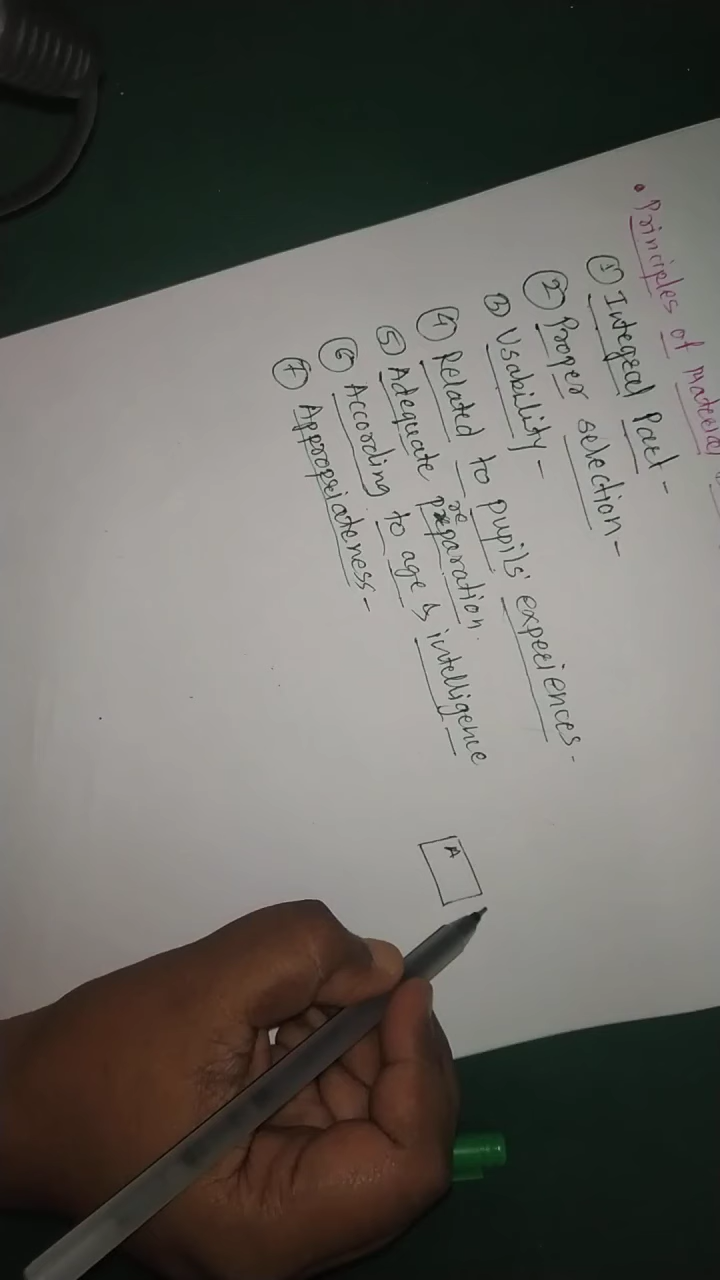 • Principles of material
① Integral Part-
② Proper selection-
③ Usability-
④ Related to pupils' experiences-
⑤ Adequate preparation.
⑥ According to age & intelligence
⑦ Appropriateness-
A